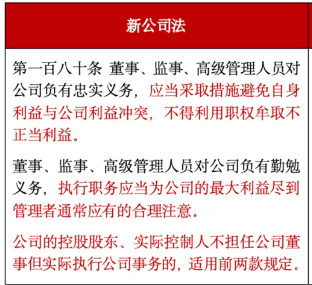 新公司法
第一百八十条 董事、监事、高级管理人员对
公司负有忠实义务，应当采取措施避免自身
利益与公司利益冲突，不得利用职权牟取不
正当利益。
董事、监事、高级管理人员对公司负有勤勉
义务，执行职务应当为公司的最大利益尽到
管理者通常应有的合理注意。
公司的控股股东、实际控制人不担任公司董
事但实际执行公司事务的，适用前两款规定。